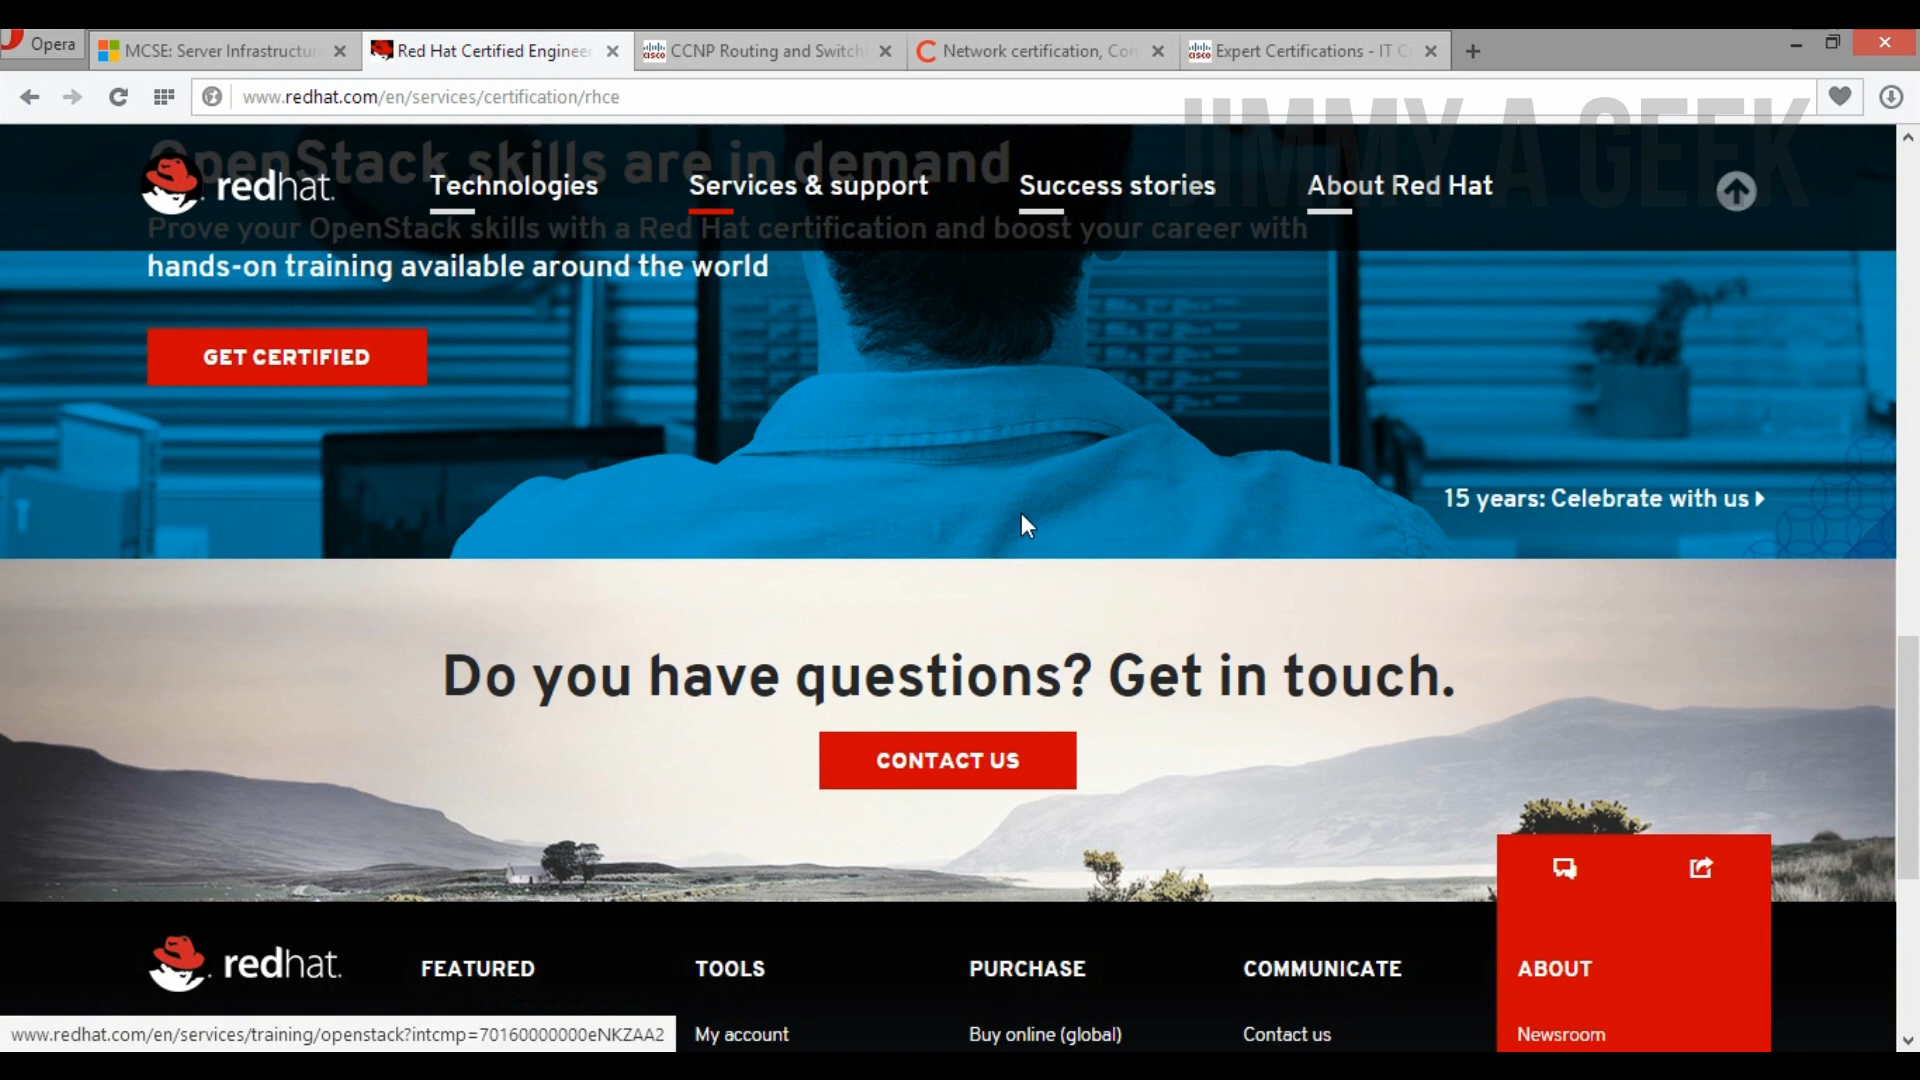 Opera
MCSE: Server Infrastructur
Red Hat Certified Engineer
CCNP Routing and Switch
Network certification, Co
Expert Certifications - IT C
www.redhat.com/en/services/certification/rhce
JIMMY A GEEK
OpenStack skills are in demand
redhat.
Technologies
Services & support
Success stories
About Red Hat
Prove your OpenStack skills with a Red Hat certification and boost your career with
hands-on training available around the world
GET CERTIFIED
15 years: Celebrate with us
Do you have questions? Get in touch.
CONTACT US
redhat.
FEATURED
TOOLS
PURCHASE
COMMUNICATE
ABOUT
www.redhat.com/en/services/training/openstack?intcmp=70160000000eNKZAA2
My account
Buy online (global)
Contact us
Newsroom